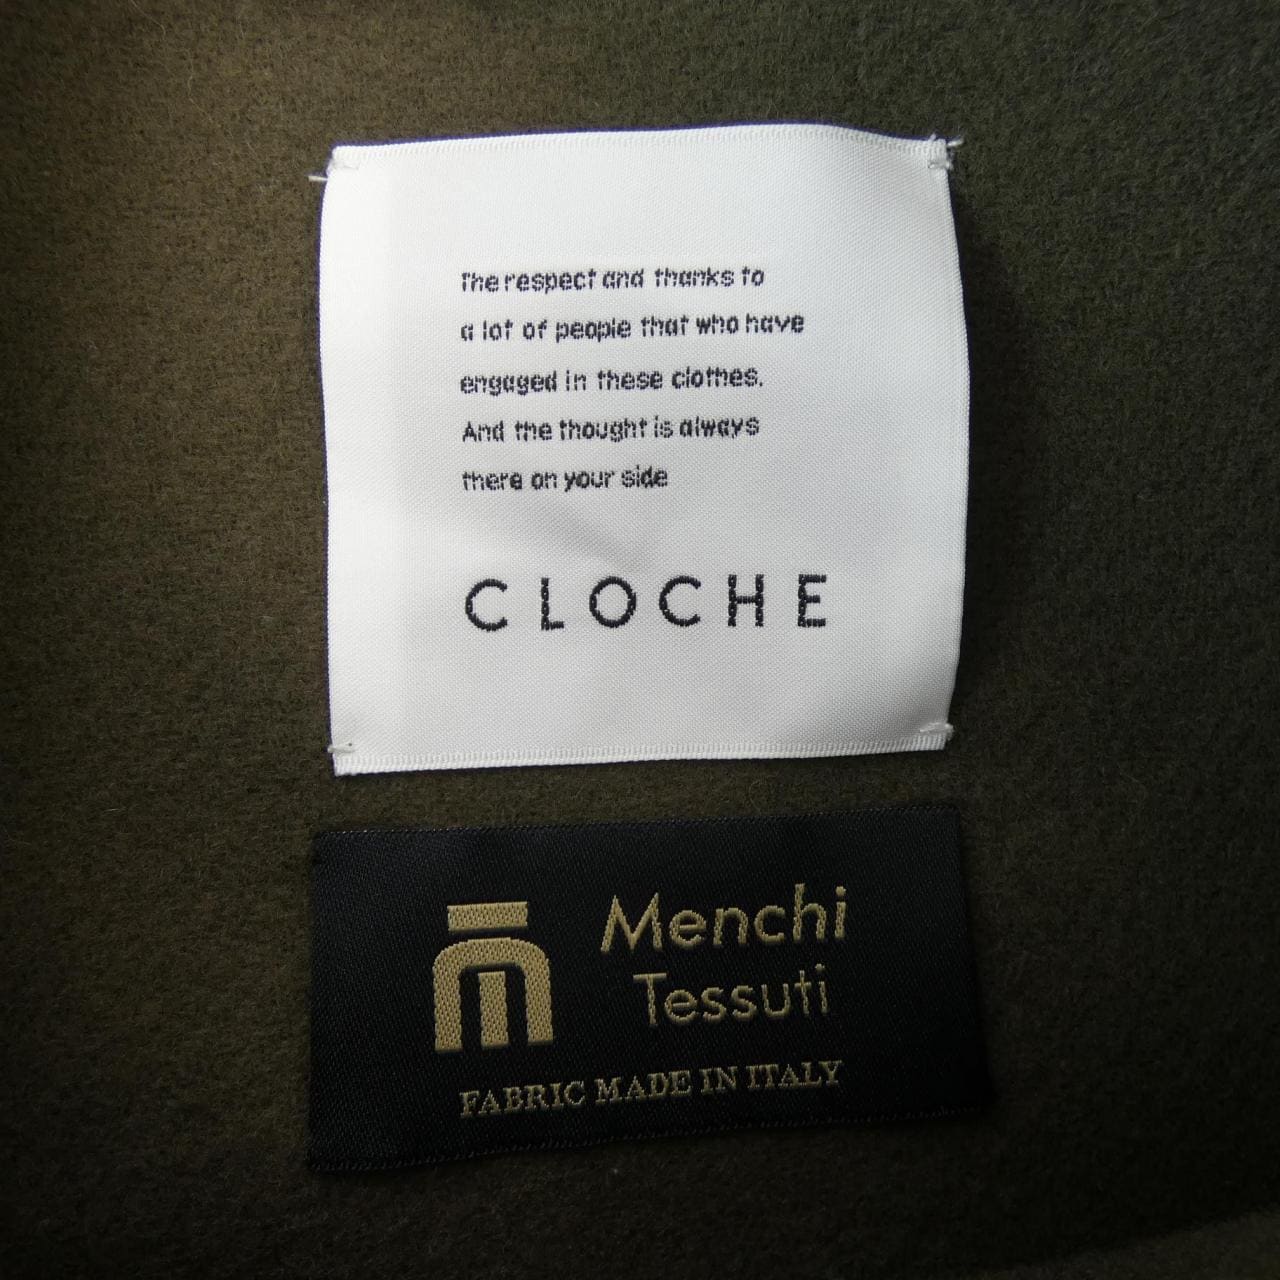 The respect and thanks to
a lot of people that who have
engaged in these clothes.
And the thought is always
there on your side
CLOCHE
Menchi
Tessuti
FABRIC MADE IN ITALY